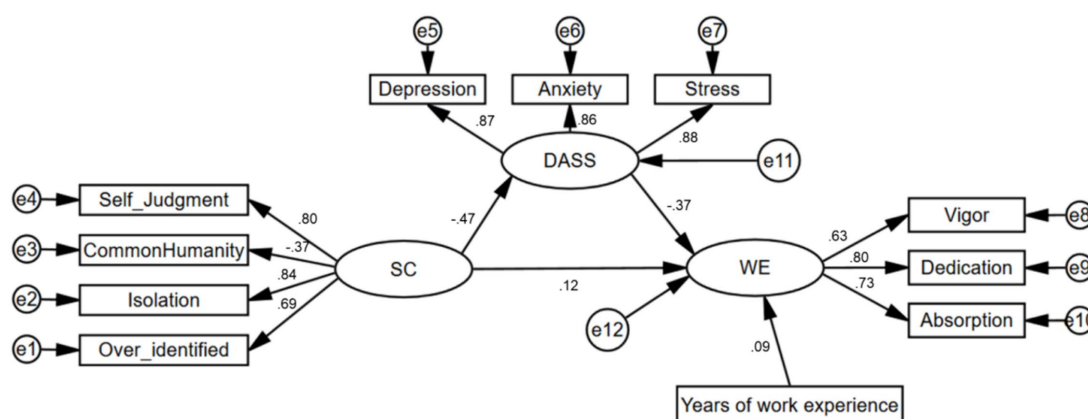 e5
e6
e7
Depression
Anxiety
Stress
.87
.86
.88
DASS
e11
e4
Self_Judgment
.80
-.47
-.37
e3
CommonHumanity
-.37
SC
.84
e2
Isolation
.69
e1
Over_identified
.12
WE
e12
.63
Vigor
e8
.80
Dedication
e9
.73
Absorption
e10
.09
Years of work experience